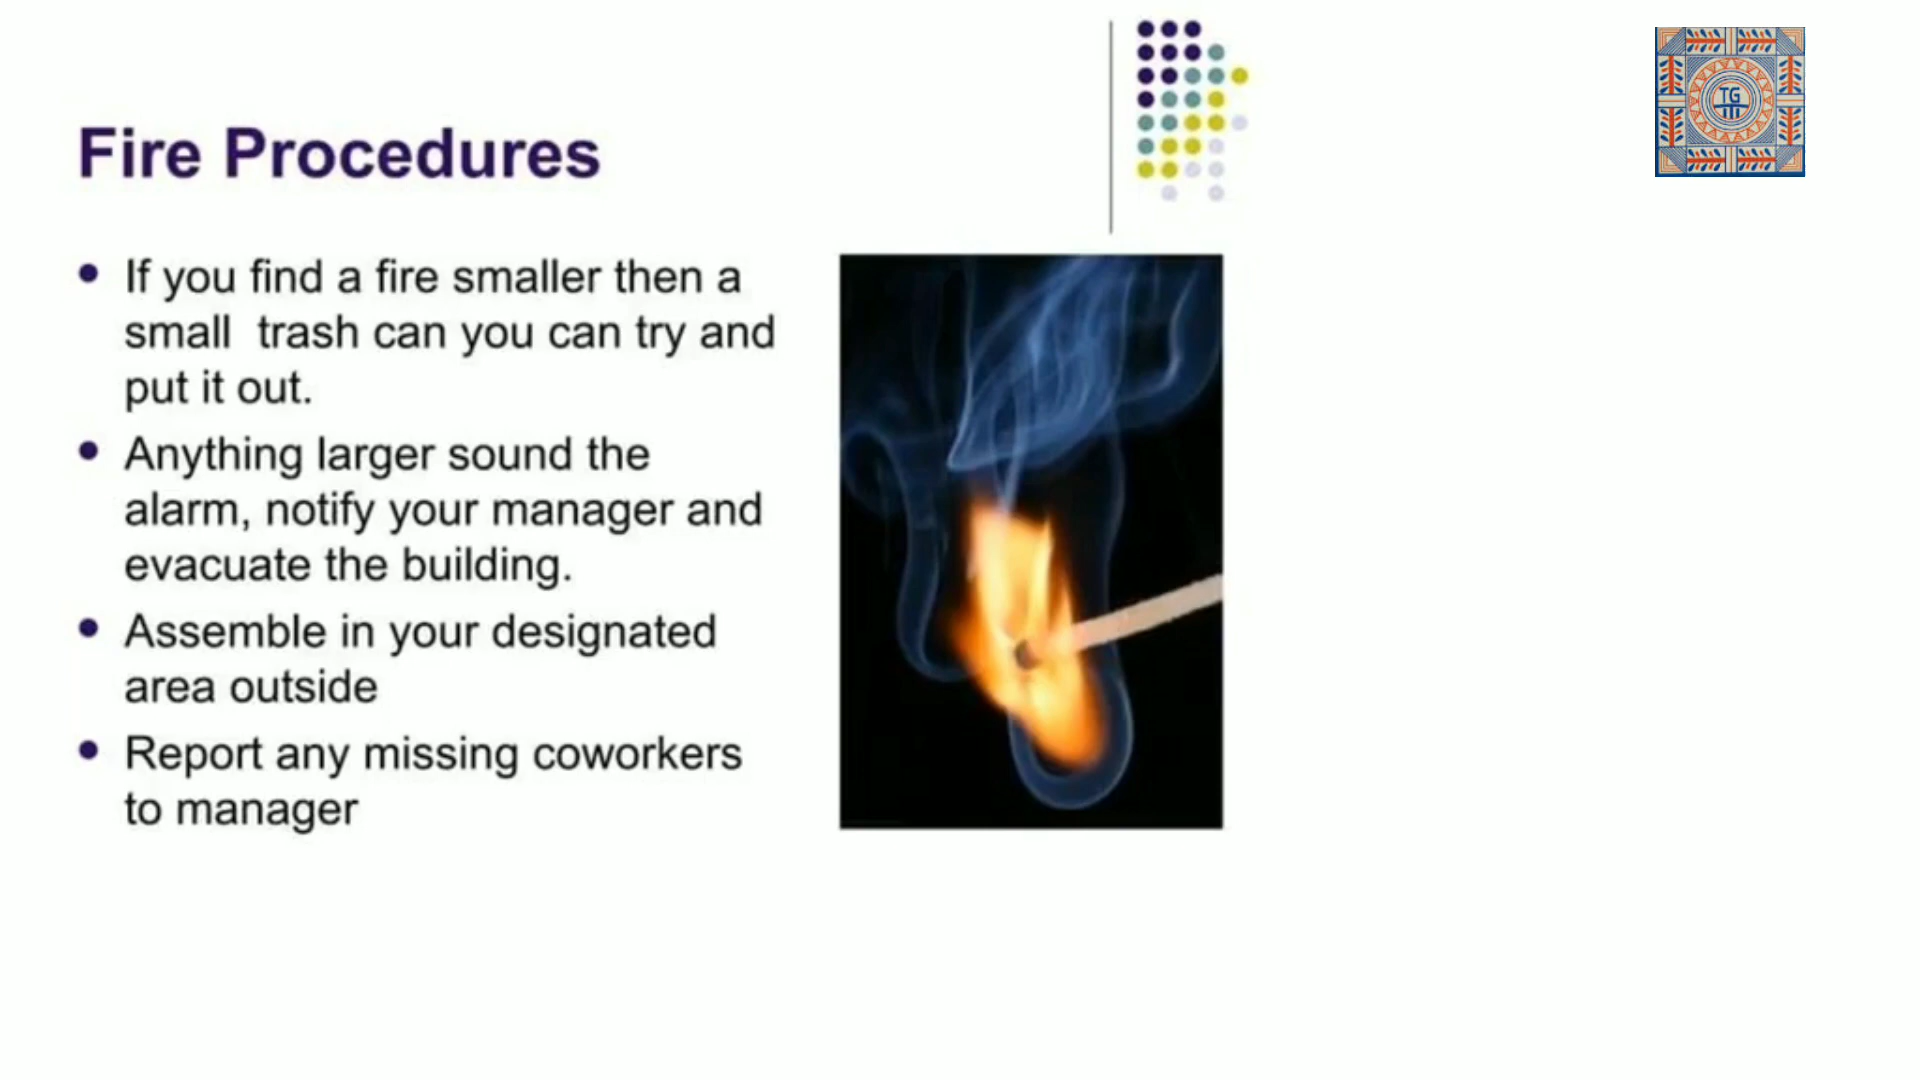 Fire Procedures
If you find a fire smaller then a
small trash can you can try and
put it out.
Anything larger sound the
alarm, notify your manager and
evacuate the building.
Assemble in your designated
area outside
Report any missing coworkers
to manager
TG